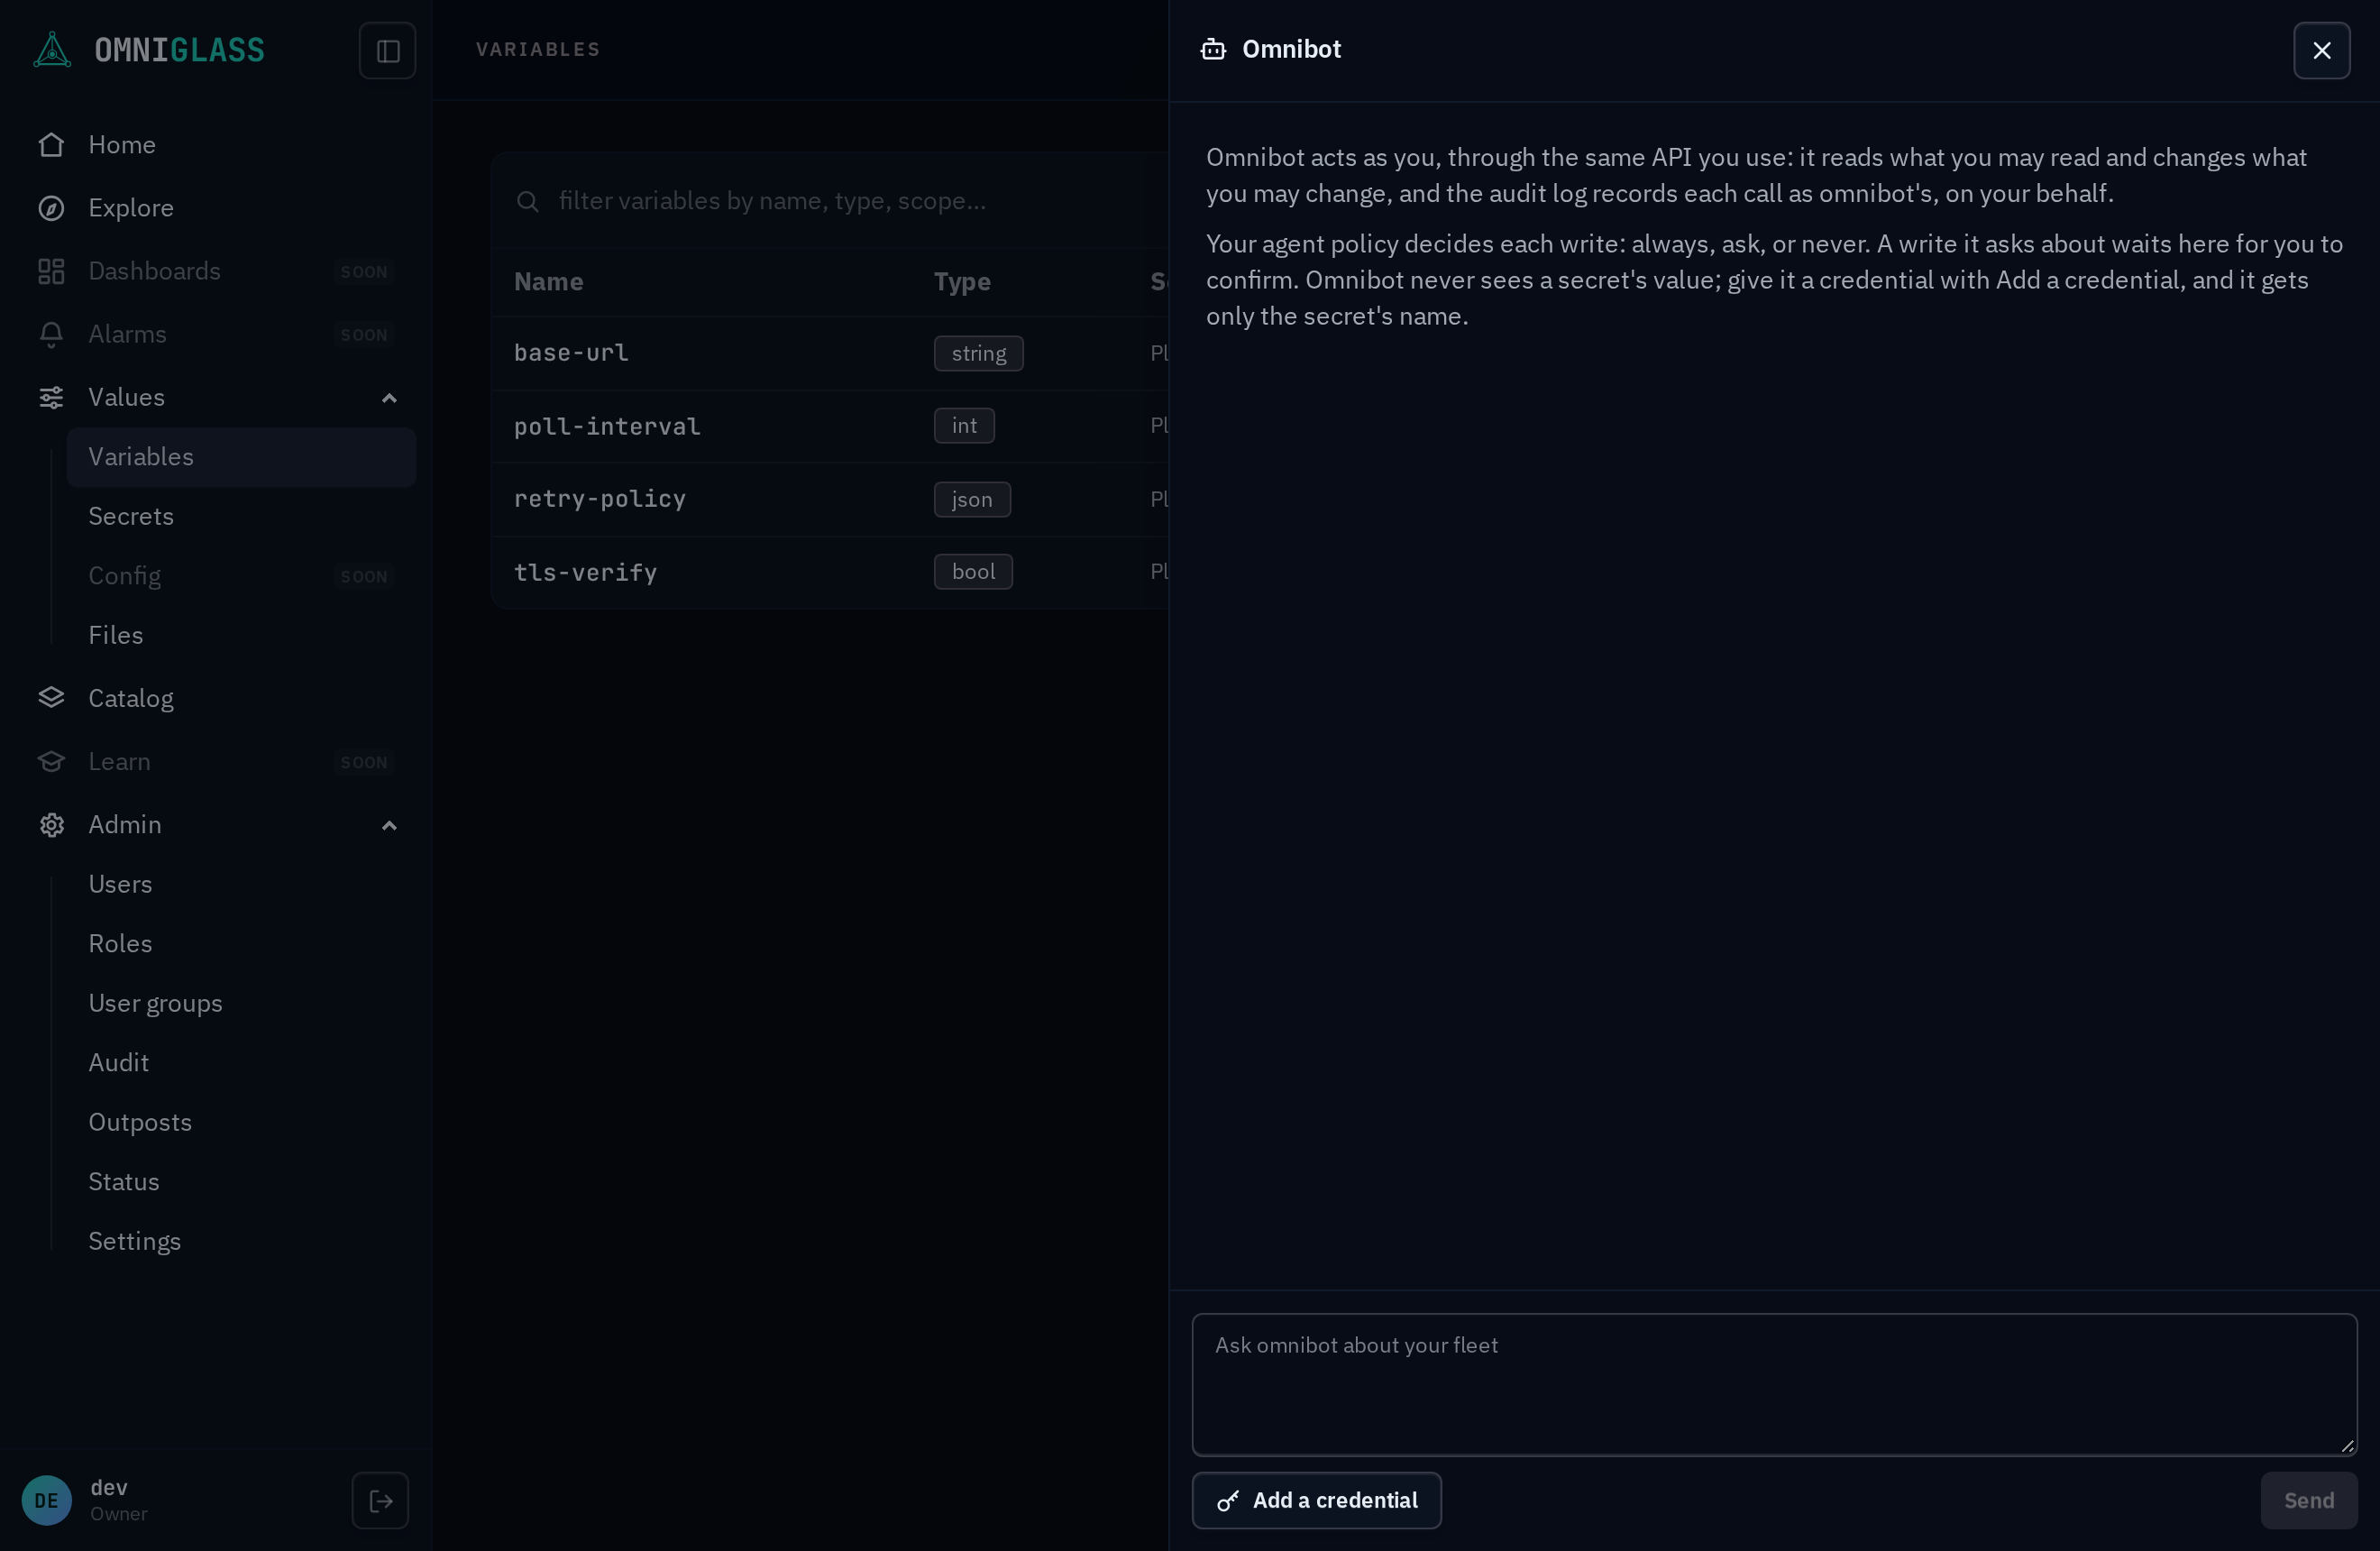 OMNIGLASS
Home
Explore
Dashboards SOON
Alarms SOON
Values
Variables
Secrets
Config SOON
Files
Catalog
Learn SOON
Admin
Users
Roles
User groups
Audit
Outposts
Status
Settings
DE
dev
Owner
VARIABLES
filter variables by name, type, scope...
Name Type
base-url string
poll-interval int
retry-policy json
tls-verify bool
Omnibot
Omnibot acts as you, through the same API you use: it reads what you may read and changes what
you may change, and the audit log records each call as omnibot's, on your behalf.
Your agent policy decides each write: always, ask, or never. A write it asks about waits here for you to
confirm. Omnibot never sees a secret's value; give it a credential with Add a credential, and it gets
only the secret's name.
Ask omnibot about your fleet
Add a credential
Send